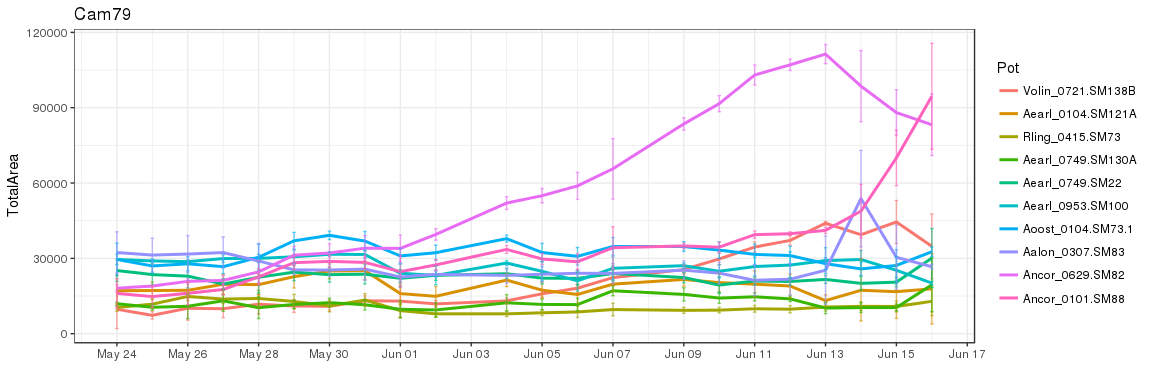 Cam79
TotalArea
120000
90000
60000
30000
0
May 24 May 26 May 28 May 30 Jun 01 Jun 03 Jun 05 Jun 07 Jun 09 Jun 11 Jun 13 Jun 15 Jun 17
Pot
Volin_0721.SM138B
Aearl_0104.SM121A
Rling_0415.SM73
Aearl_0749.SM130A
Aearl_0749.SM22
Aearl_0953.SM100
Aoost_0104.SM73.1
Aalon_0307.SM83
Ancor_0629.SM82
Ancor_0101.SM88